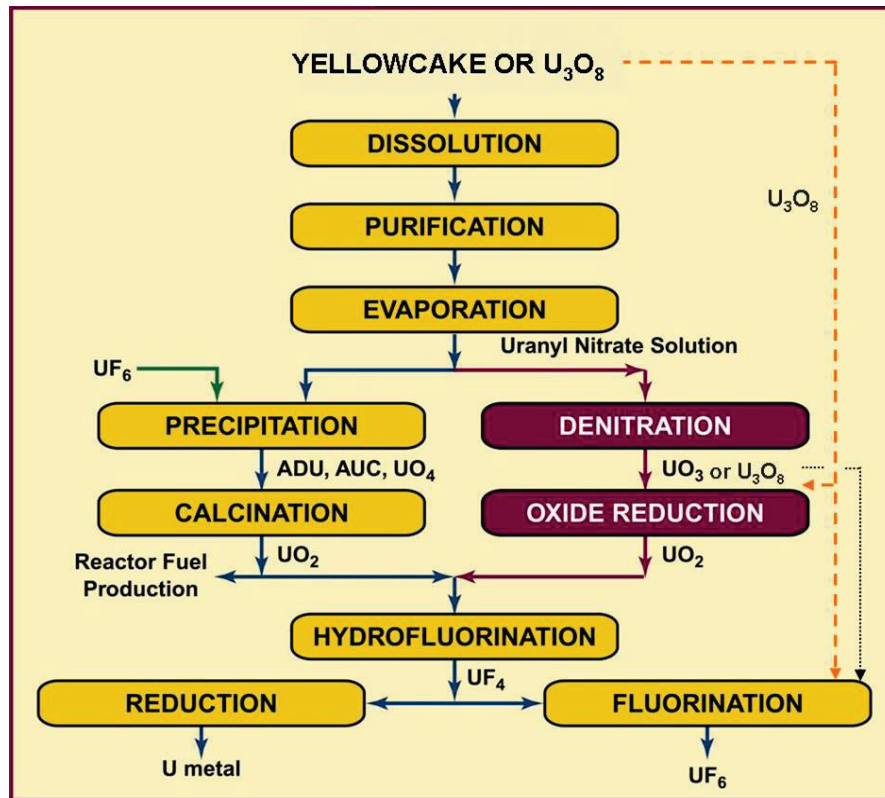 YELLOWCAKE OR U₃O₈
DISSOLUTION
U₃O₈
PURIFICATION
EVAPORATION
Uranyl Nitrate Solution
UF₆
PRECIPITATION
DENITRATION
ADU, AUC, UO₄
UO₃ or U₃O₈
CALCINATION
OXIDE REDUCTION
Reactor Fuel
Production
UO₂
UO₂
HYDROFLUORINATION
UF₄
REDUCTION
FLUORINATION
U metal
UF₆